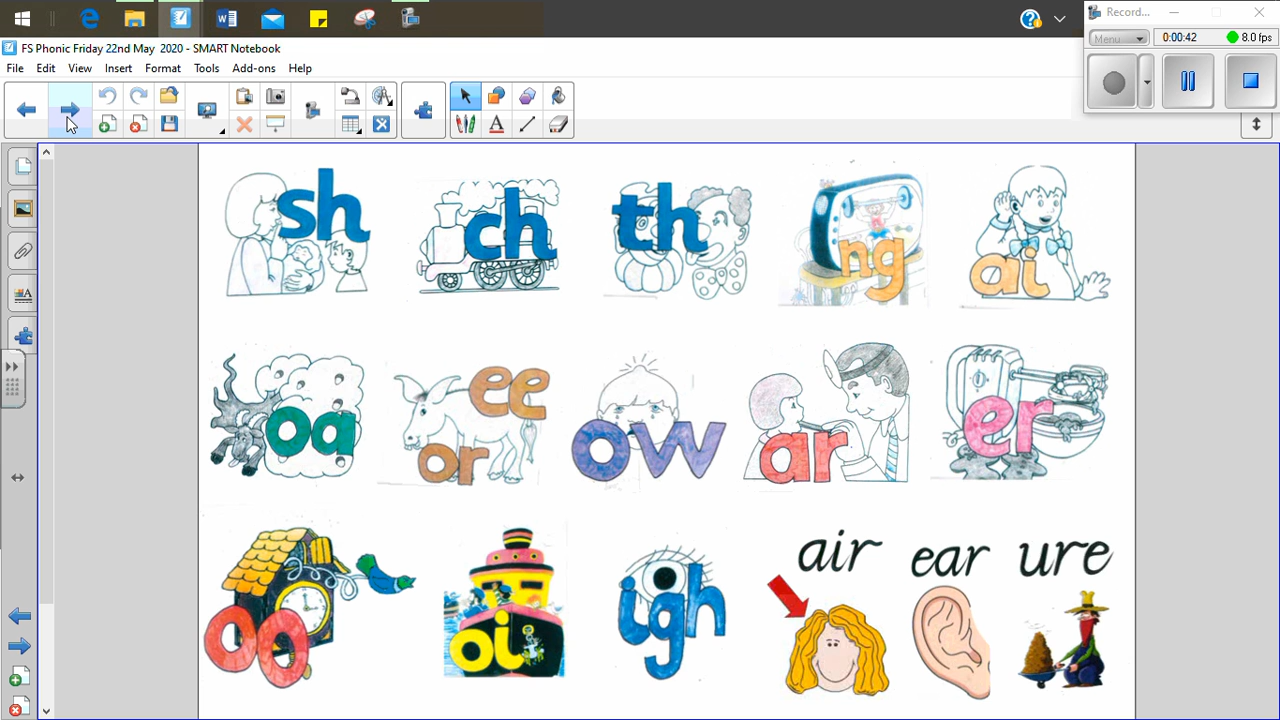 Record...
Menu
0:00:42
8.0 fps
FS Phonic Friday 22nd May 2020 - SMART Notebook
File Edit View Insert Format Tools Add-ons Help
sh ch th ng ai
oa ee or ow ar er
oo oi igh air ear ure